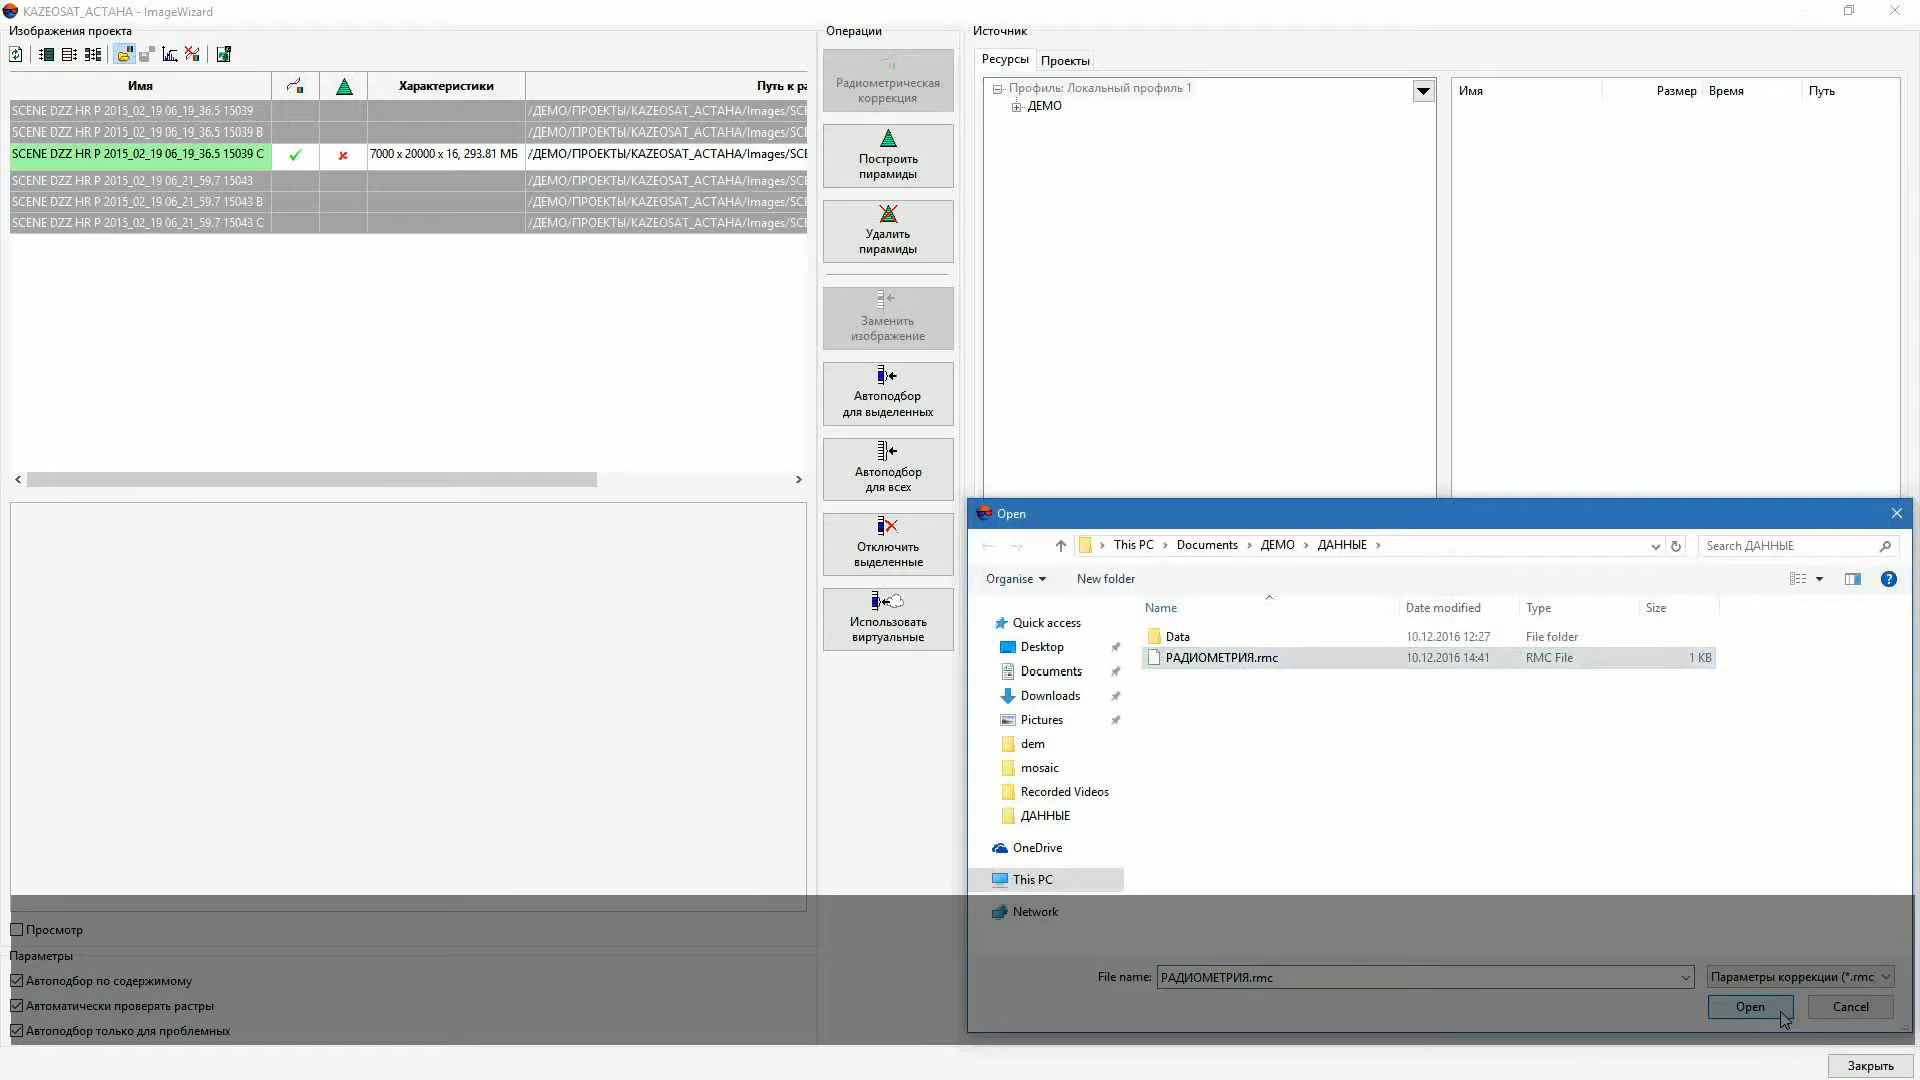 KAZEOSAT_АСТАНА - ImageWizard
Изображения проекта
Операции
Источник
Имя
Характеристики
Путь к ра
SCENE DZZ HR P 2015_02_19 06_19_36.5 15039
/ДЕМО/ПРОЕКТЫ/KAZEOSAT_АСТАНА/Images/SCE
SCENE DZZ HR P 2015_02_19 06_19_36.5 15039 B
/ДЕМО/ПРОЕКТЫ/KAZEOSAT_АСТАНА/Images/SCE
SCENE DZZ HR P 2015_02_19 06_19_36.5 15039 C
7000 x 20000 x 16, 293.81 МБ
/ДЕМО/ПРОЕКТЫ/KAZEOSAT_АСТАНА/Images/SCE
SCENE DZZ HR P 2015_02_19 06_21_59.7 15043
/ДЕМО/ПРОЕКТЫ/KAZEOSAT_АСТАНА/Images/SCE
SCENE DZZ HR P 2015_02_19 06_21_59.7 15043 B
/ДЕМО/ПРОЕКТЫ/KAZEOSAT_АСТАНА/Images/SCE
SCENE DZZ HR P 2015_02_19 06_21_59.7 15043 C
/ДЕМО/ПРОЕКТЫ/KAZEOSAT_АСТАНА/Images/SCE
Просмотр
Параметры
Автоподбор по содержимому
Автоматически проверять растры
Автоподбор только для проблемных
Радиометрическая
коррекция
Построить
пирамиды
Удалить
пирамиды
Заменить
изображение
Автоподбор
для выделенных
Автоподбор
для всех
Отключить
выделенные
Использовать
виртуальные
Ресурсы
Проекты
Профиль: Локальный профиль 1
ДЕМО
Имя
Размер
Время
Путь
Open
This PC
Documents
ДЕМО
ДАННЫЕ
Search ДАННЫЕ
Organise
New folder
Name
Date modified
Type
Size
Data
10.12.2016 12:27
File folder
РАДИОМЕТРИЯ.rmc
10.12.2016 14:41
RMC File
1 KB
Quick access
Desktop
Documents
Downloads
Pictures
dem
mosaic
Recorded Videos
ДАННЫЕ
OneDrive
This PC
Network
File name:
РАДИОМЕТРИЯ.rmc
Параметры коррекции (*.rmc
Open
Cancel
Закрыть